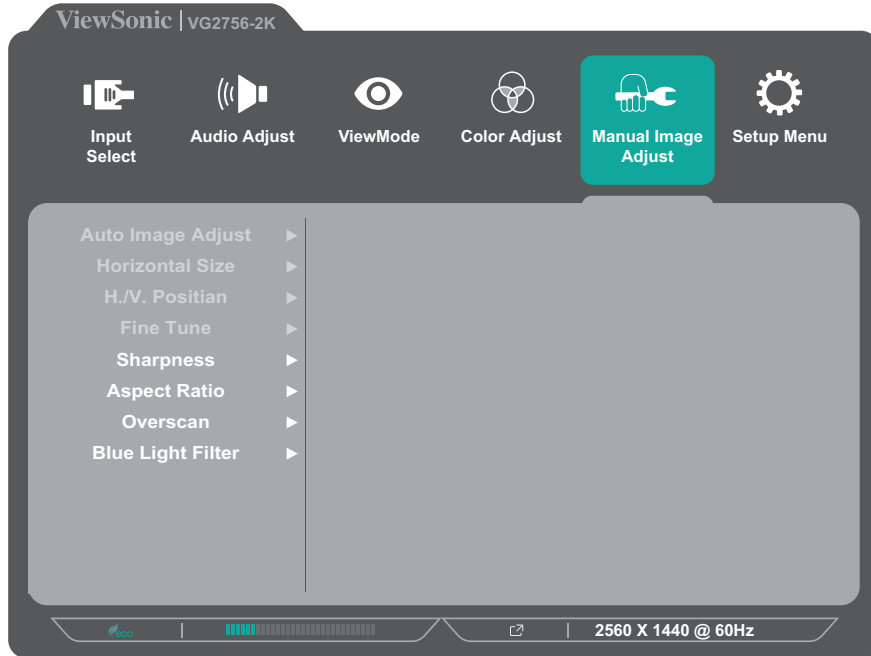 ViewSonic | VG2756-2K
Input Select
Audio Adjust
ViewMode
Color Adjust
Manual Image Adjust
Setup Menu
Auto Image Adjust
Horizontal Size
H./V. Positian
Fine Tune
Sharpness
Aspect Ratio
Overscan
Blue Light Filter
eco
2560 X 1440 @ 60Hz